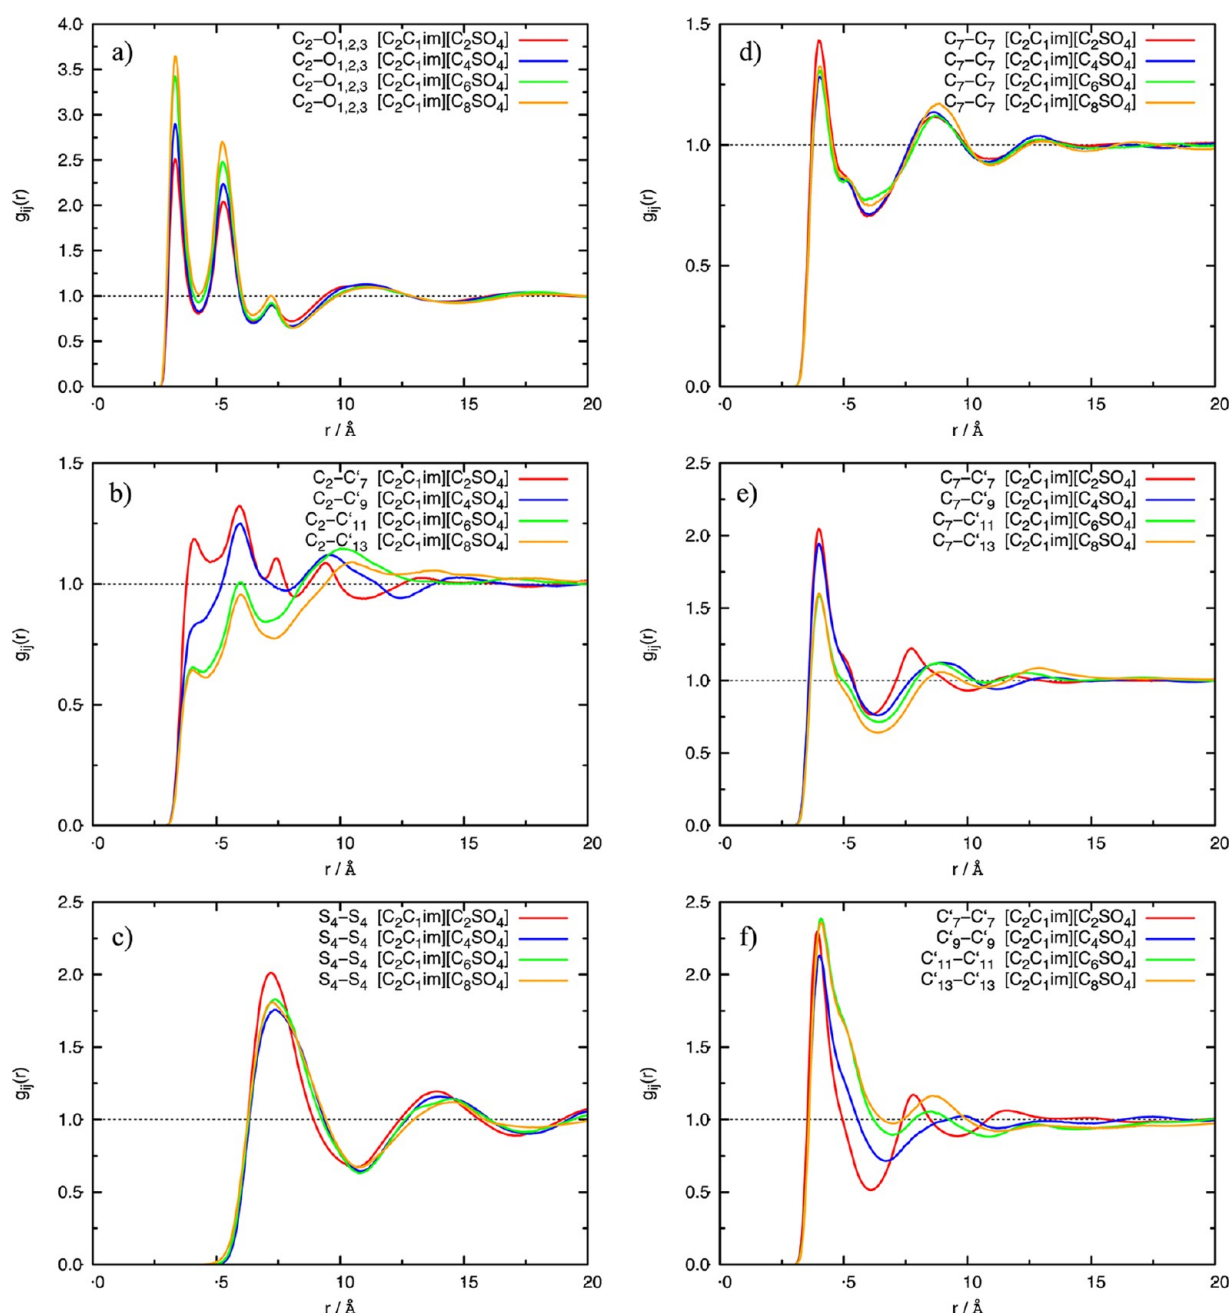 a)
C2–O1,2,3 [C2C1im][C2SO4]
C2–O1,2,3 [C2C1im][C4SO4]
C2–O1,2,3 [C2C1im][C6SO4]
C2–O1,2,3 [C2C1im][C8SO4]
4.0
3.5
3.0
2.5
2.0
1.5
1.0
0.5
0.0
gij(r)
·0 ·5 10 15 20
r / Å
d)
C7–C7 [C2C1im][C2SO4]
C7–C7 [C2C1im][C4SO4]
C7–C7 [C2C1im][C6SO4]
C7–C7 [C2C1im][C8SO4]
1.5
1.0
0.5
0.0
gij(r)
·0 ·5 10 15 20
r / Å
b)
C2–C‘7 [C2C1im][C2SO4]
C2–C‘9 [C2C1im][C4SO4]
C2–C‘11 [C2C1im][C6SO4]
C2–C‘13 [C2C1im][C8SO4]
1.5
1.0
0.5
0.0
gij(r)
·0 ·5 10 15 20
r / Å
e)
C7–C‘7 [C2C1im][C2SO4]
C7–C‘9 [C2C1im][C4SO4]
C7–C‘11 [C2C1im][C6SO4]
C7–C‘13 [C2C1im][C8SO4]
2.5
2.0
1.5
1.0
0.5
0.0
gij(r)
·0 ·5 10 15 20
r / Å
c)
S4–S4 [C2C1im][C2SO4]
S4–S4 [C2C1im][C4SO4]
S4–S4 [C2C1im][C6SO4]
S4–S4 [C2C1im][C8SO4]
2.5
2.0
1.5
1.0
0.5
0.0
gij(r)
·0 ·5 10 15 20
r / Å
f)
C‘7–C‘7 [C2C1im][C2SO4]
C‘9–C‘9 [C2C1im][C4SO4]
C‘11–C‘11 [C2C1im][C6SO4]
C‘13–C‘13 [C2C1im][C8SO4]
2.5
2.0
1.5
1.0
0.5
0.0
gij(r)
·0 ·5 10 15 20
r / Å